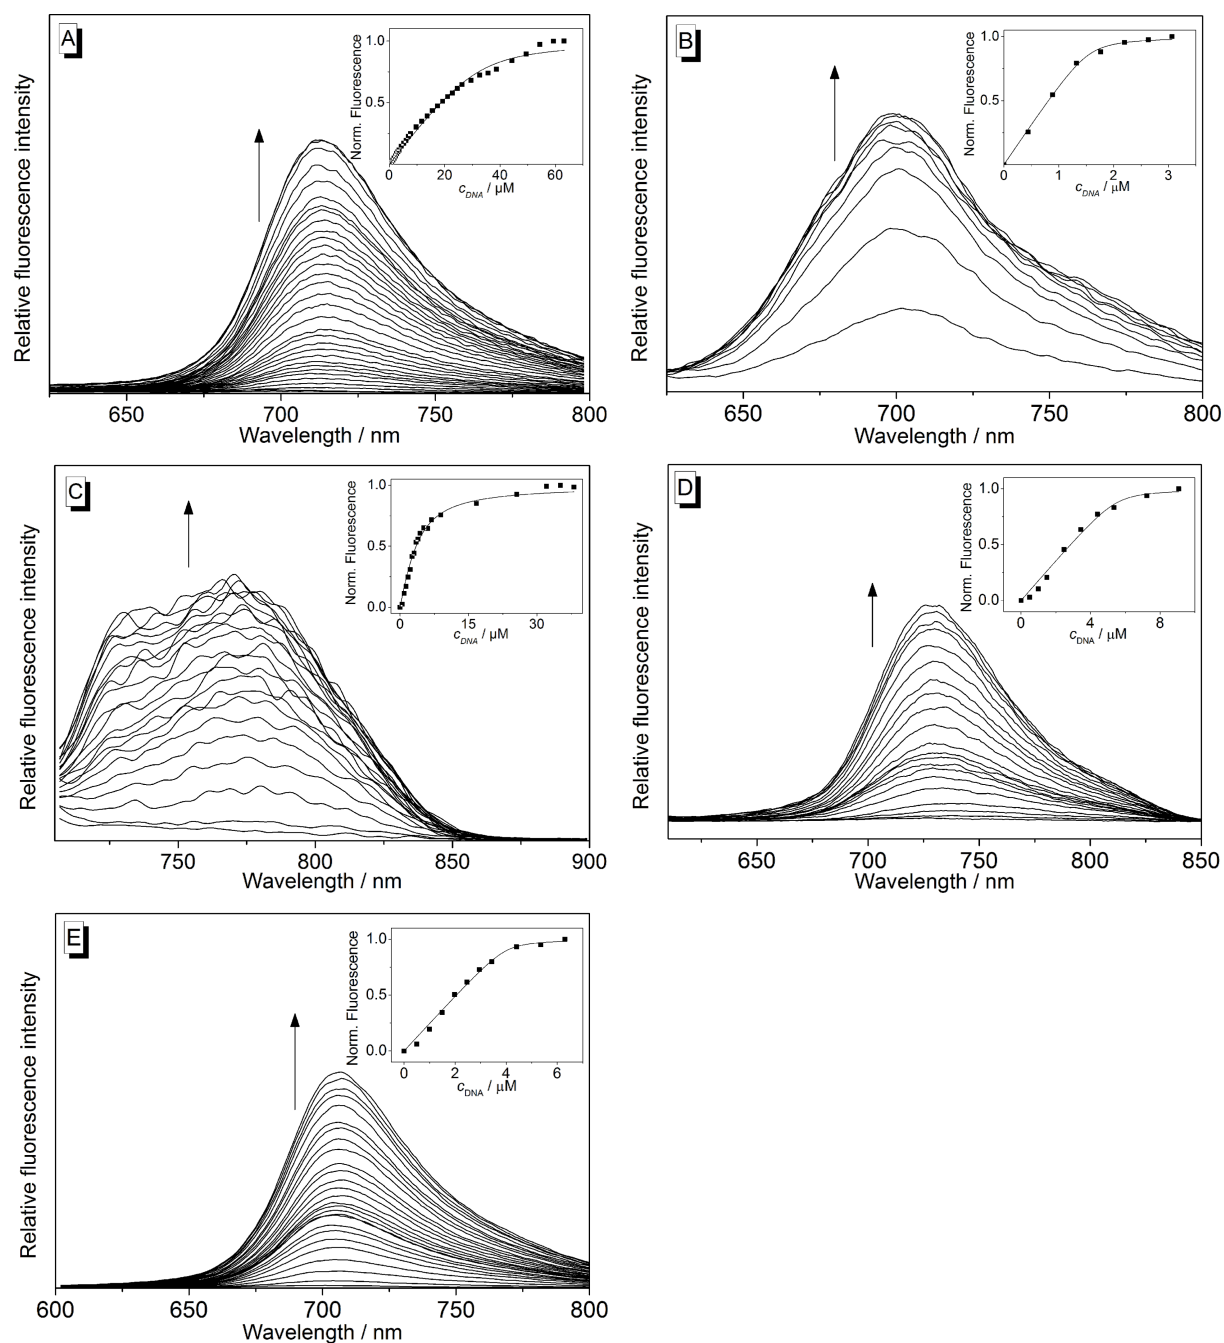 A
Relative fluorescence intensity
Norm. Fluorescence
1.0
0.5
0 20 40 60
cDNA / µM
650 700 750 800
Wavelength / nm
B
Relative fluorescence intensity
Norm. Fluorescence
1.0
0.5
0 1 2 3
cDNA / µM
650 700 750 800
Wavelength / nm
C
Relative fluorescence intensity
Norm. Fluorescence
1.0
0.5
0.0
0 15 30
cDNA / µM
750 800 850 900
Wavelength / nm
D
Relative fluorescence intensity
Norm. Fluorescence
1.0
0.5
0.0
0 4 8
cDNA / µM
650 700 750 800 850
Wavelength / nm
E
Relative fluorescence intensity
Norm. Fluorescence
1.0
0.5
0.0
0 2 4 6
cDNA / µM
600 650 700 750 800
Wavelength / nm